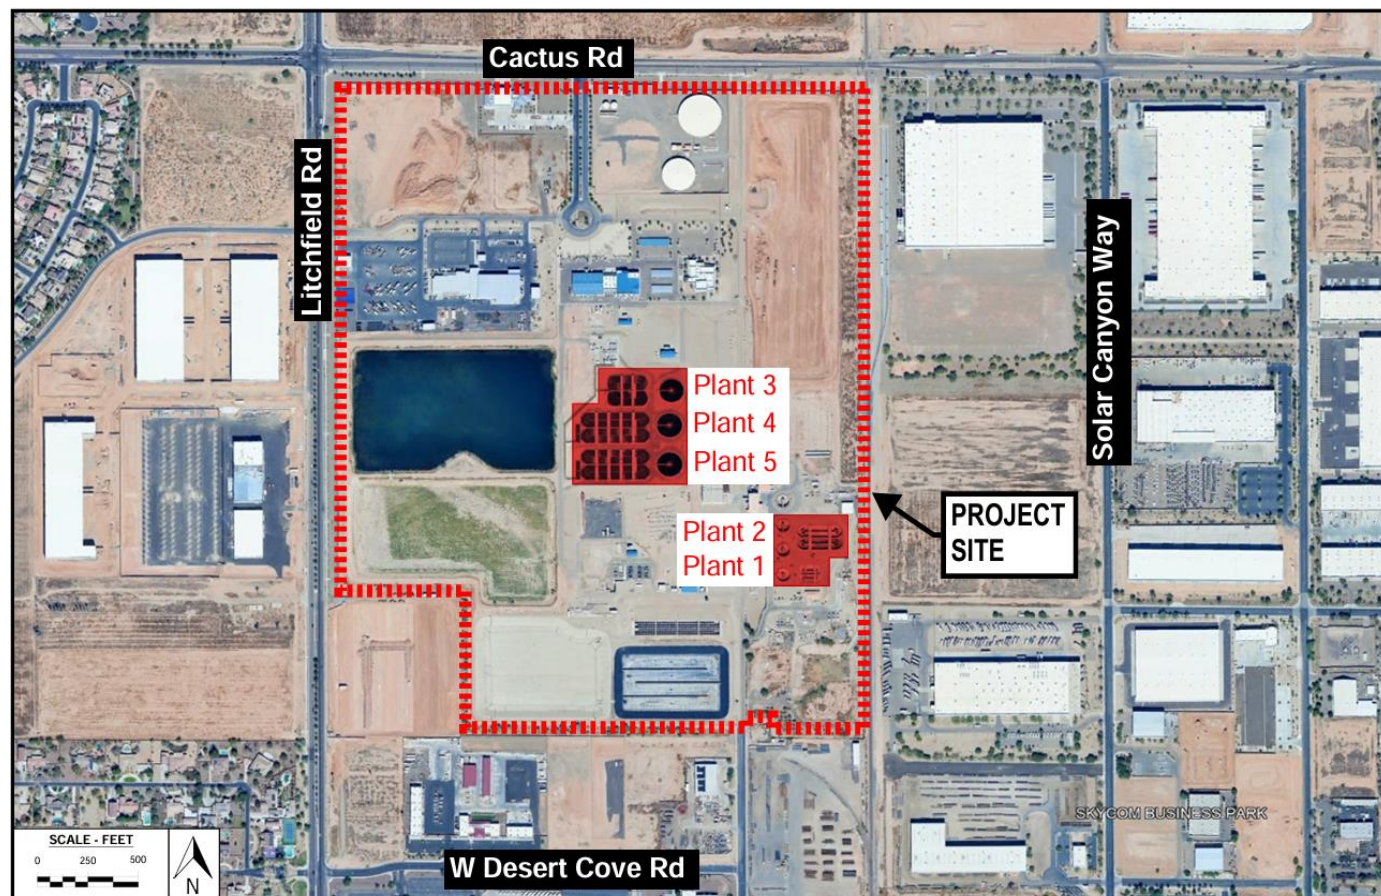 Cactus Rd
Litchfield Rd
Solar Canyon Way
Plant 3
Plant 4
Plant 5
PROJECT
SITE
Plant 2
Plant 1
SKYCOM BUSINESS PARK
SCALE - FEET
0 250 500
N
W Desert Cove Rd